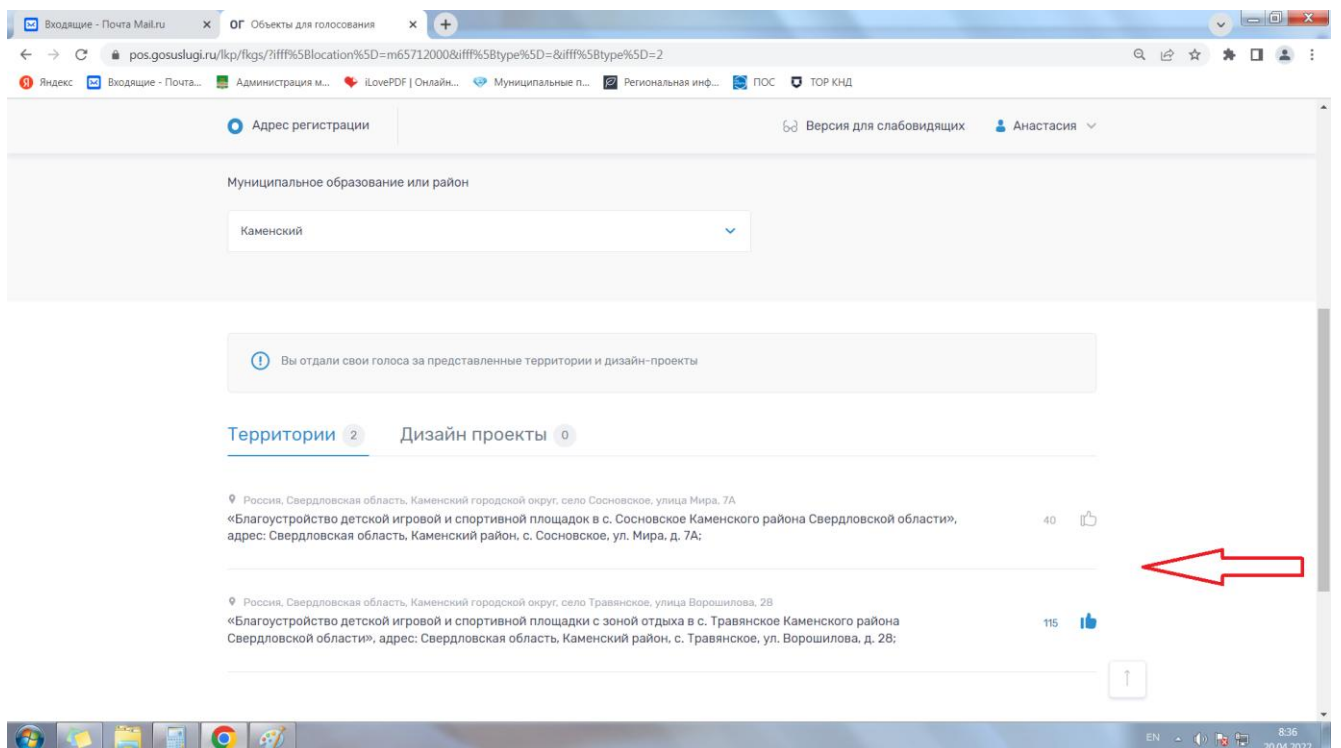 Входящие - Почта Mail.ru
ОГ Объекты для голосования
pos.gosuslugi.ru/lkp/fkgs/?ifff%5Blocation%5D=m65712000&ifff%5Btype%5D=&ifff%5Btype%5D=2
Яндекс Входящие - Почта... Администрация м... iLovePDF | Онлайн... Муниципальные п... Региональная инф... ПОС ТОР КНД
Адрес регистрации Версия для слабовидящих Анастасия
Муниципальное образование или район
Каменский
Вы отдали свои голоса за представленные территории и дизайн-проекты
Территории 2 Дизайн проекты 0
Россия, Свердловская область, Каменский городской округ, село Сосновское, улица Мира, 7А
«Благоустройство детской игровой и спортивной площадок в с. Сосновское Каменского района Свердловской области»,
адрес: Свердловская область, Каменский район, с. Сосновское, ул. Мира, д. 7А;
40
Россия, Свердловская область, Каменский городской округ, село Травянское, улица Ворошилова, 28
«Благоустройство детской игровой и спортивной площадки с зоной отдыха в с. Травянское Каменского района
Свердловской области», адрес: Свердловская область, Каменский район, с. Травянское, ул. Ворошилова, д. 28;
115
EN 8:36
20.04.2022